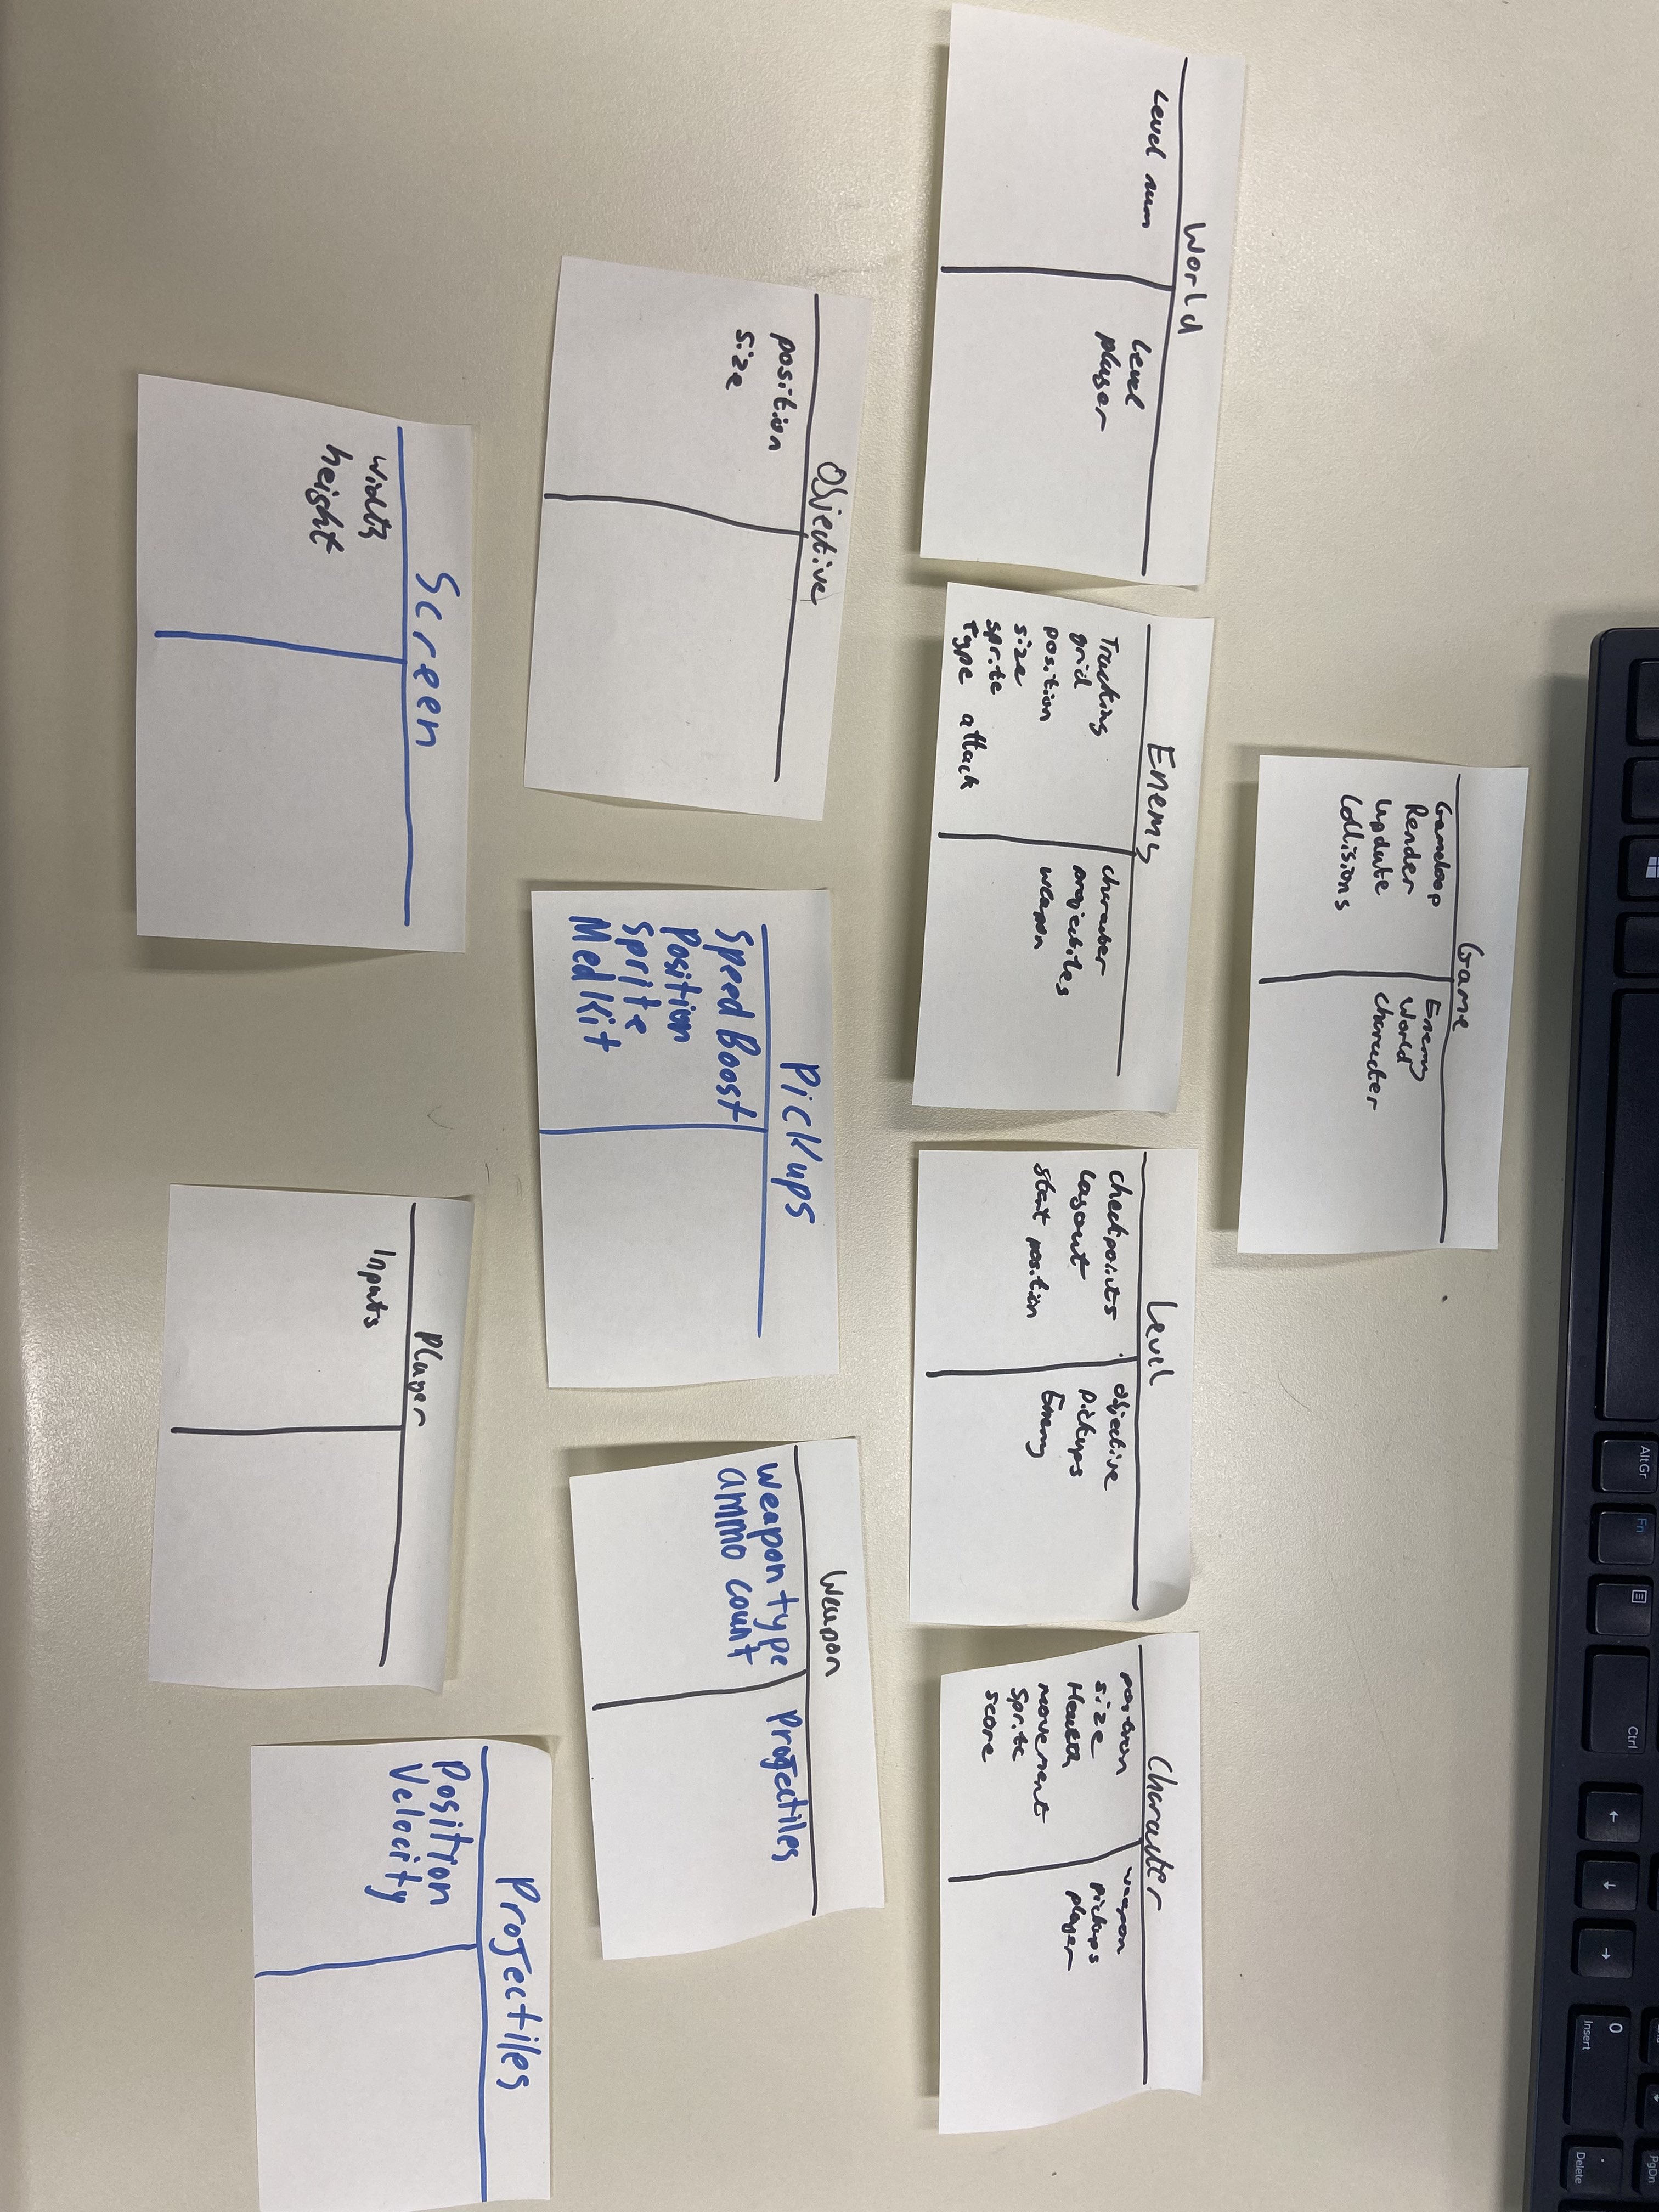 Game
Gameloop
Render
update
Collisions
Enemy
World
character
World
Level num
Level
player
Enemy
Tracking
grid
position
size
sprite
type attack
character
projectiles
weapon
Level
checkpoints
Layout
start position
objective
pickups
Enemy
Character
position
size
Health
movement
Sprite
score
weapon
pickups
player
Objective
position
size
Pickups
Speed Boost
Position
Sprite
Medkit
Weapon
weapon type
ammo count
Projectiles
Screen
width
height
Player
Inputs
Projectiles
Position
Velocity
AltGr
Fn
Ctrl
←
↓
→
0
Insert
.
Delete
PgDn